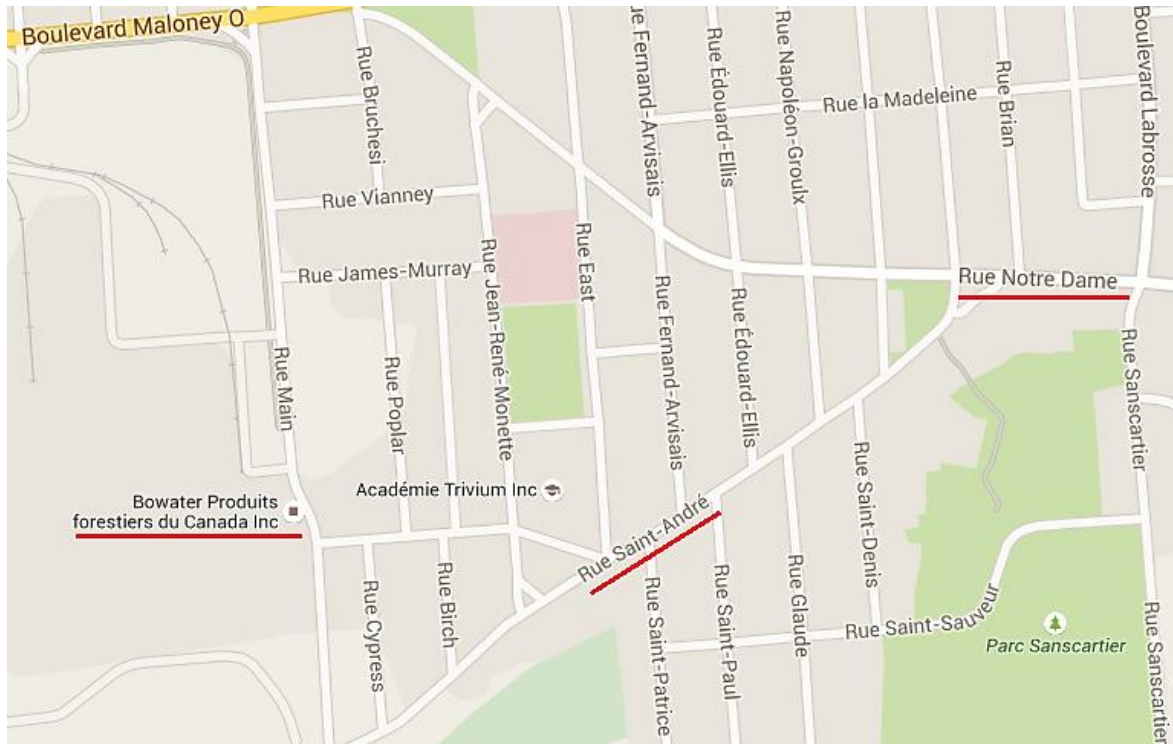 Boulevard Maloney O
Rue Bruchesi
Rue Fernand-Arvisais
Rue Édouard-Ellis
Rue Napoléon-Groulx
Rue la Madeleine
Rue Brian
Boulevard Labrosse
Rue Vianney
Rue James-Murray
Rue Jean-René-Monette
Rue East
Rue Fernand-Arvisais
Rue Édouard-Ellis
Rue Notre Dame
Rue Main
Rue Poplar
Rue Sanscartier
Bowater Produits
forestiers du Canada Inc
Académie Trivium Inc
Rue Saint-André
Rue Saint-Denis
Rue Cypress
Rue Birch
Rue Saint-Patrice
Rue Saint-Paul
Rue Glaude
Rue Saint-Sauveur
Parc Sanscartier
Rue Sanscartier